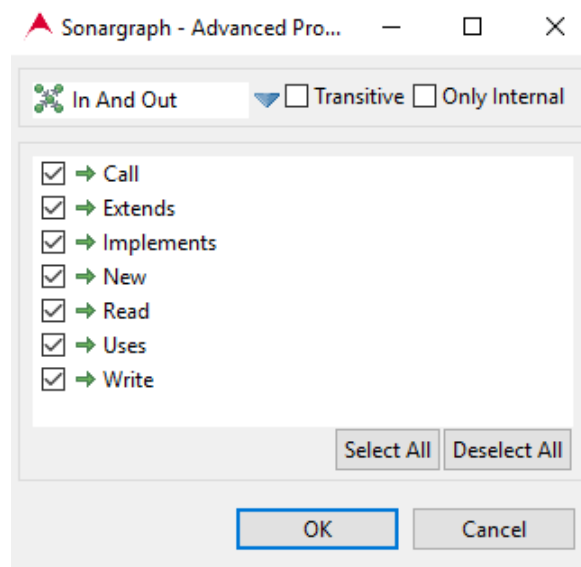 Sonargraph - Advanced Pro...
In And Out Transitive Only Internal
Call
Extends
Implements
New
Read
Uses
Write
Select All Deselect All
OK Cancel